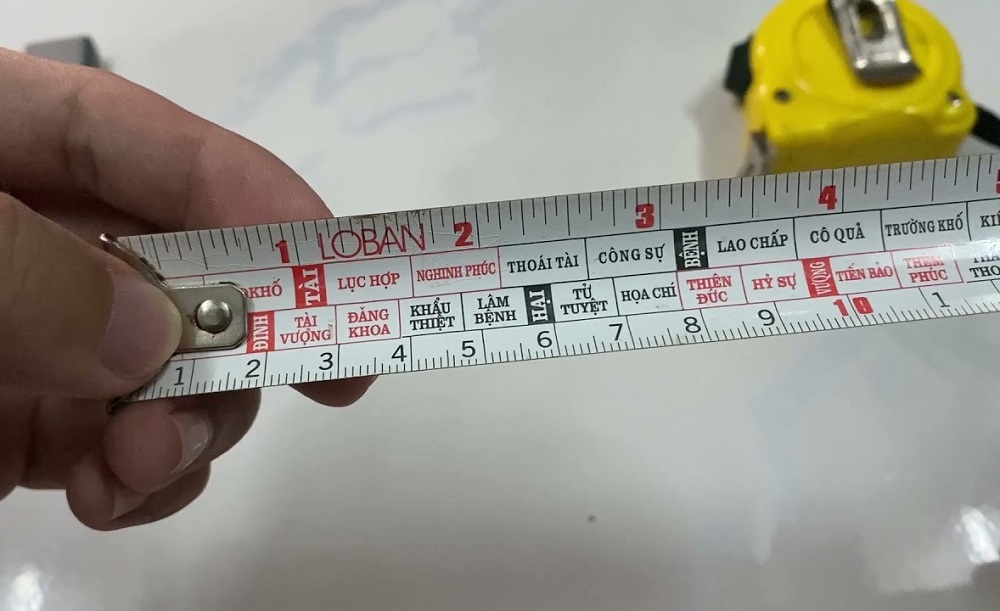 1 LOBAN 2 3 4
KHỐ TÀI LỤC HỢP NGHINH PHÚC THOÁI TÀI CÔNG SỰ BỆNH LAO CHẤP CÔ QUẢ TRƯỜNG KHỐ
ĐINH TÀI VƯỢNG ĐĂNG KHOA KHẨU THIỆT LÂM BỆNH HẠI TỬ TUYỆT HỌA CHÍ THIÊN ĐỨC HỶ SỰ VƯỢNG TIẾN BẢO THÊM PHÚC
1 2 3 4 5 6 7 8 9 10 1